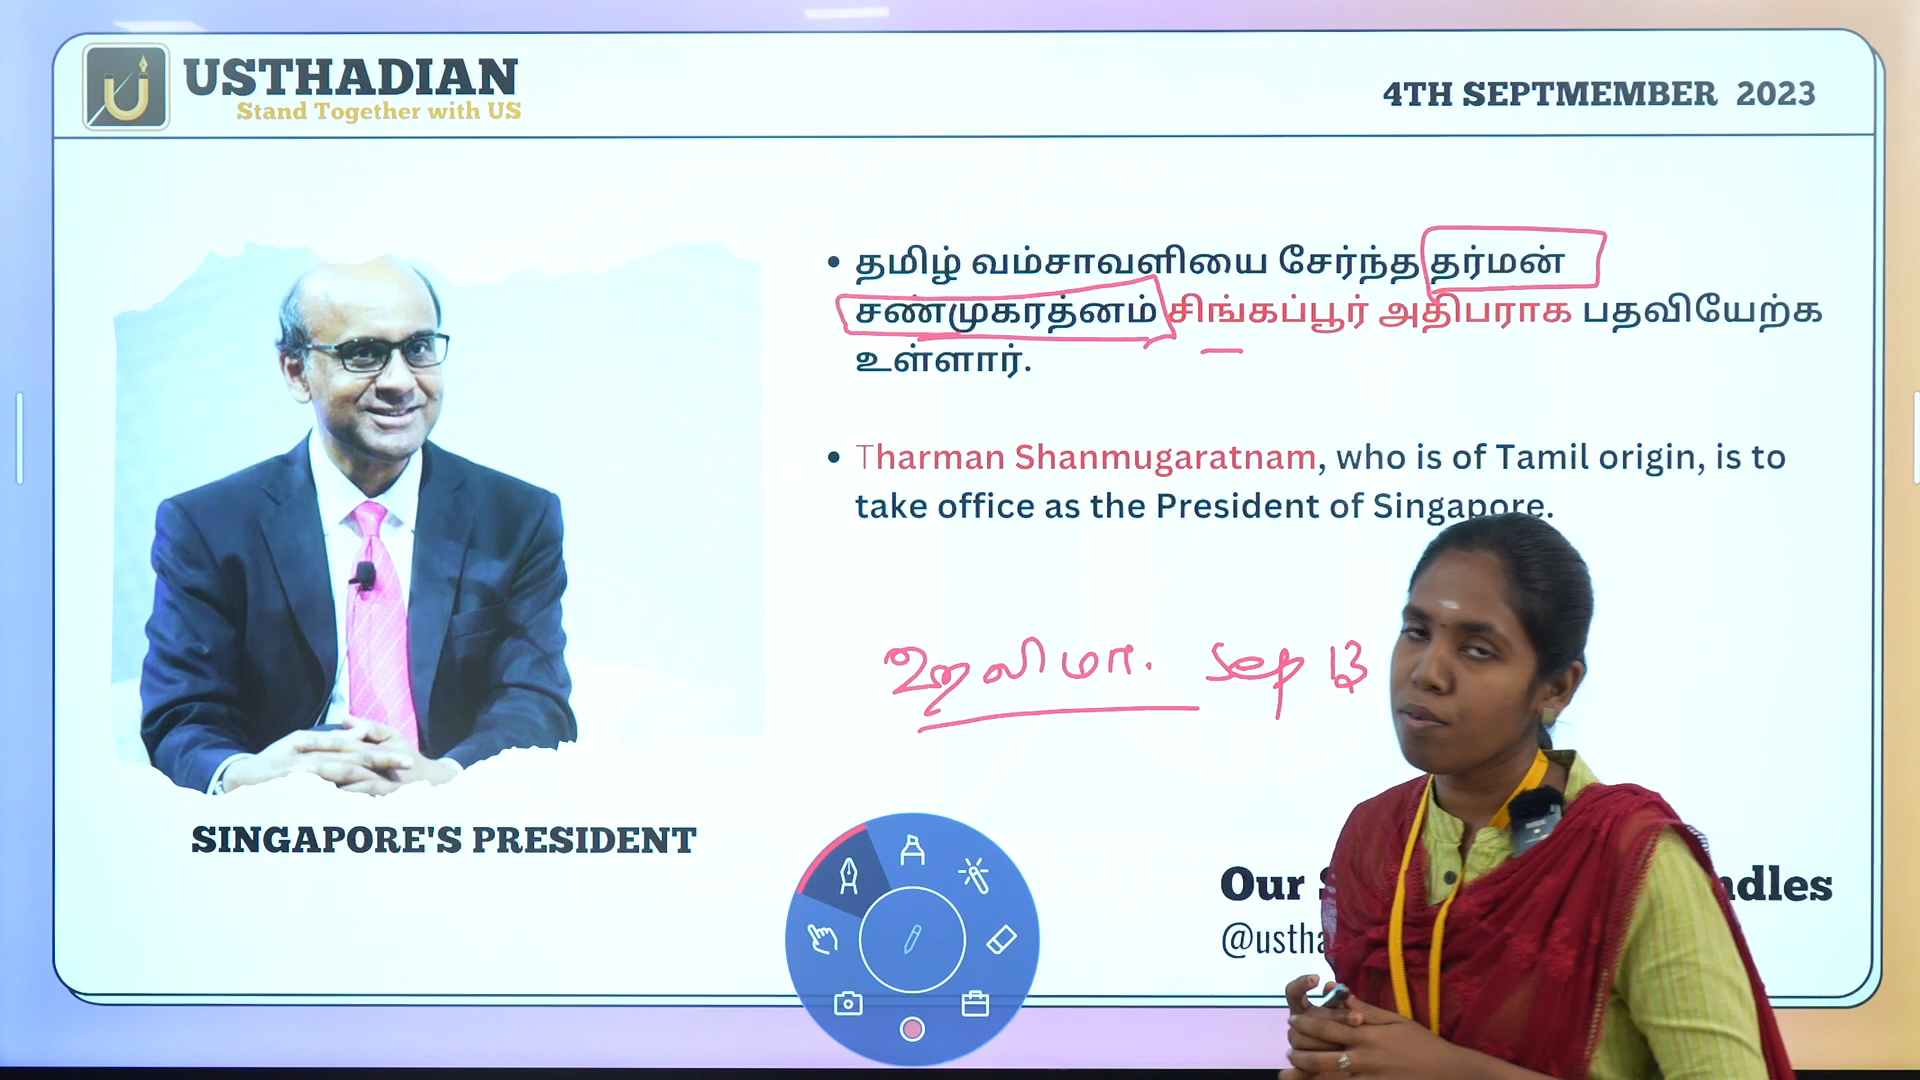 USTHADIAN
Stand Together with US
4TH SEPTMEMBER 2023
• தமிழ் வம்சாவளியை சேர்ந்த தர்மன்
சண்முகரத்னம் சிங்கப்பூர் அதிபராக பதவியேற்க
உள்ளார்.
• Tharman Shanmugaratnam, who is of Tamil origin, is to
take office as the President of Singapore.
ஹலிமா. Sep 13
SINGAPORE'S PRESIDENT
Our
@ustha